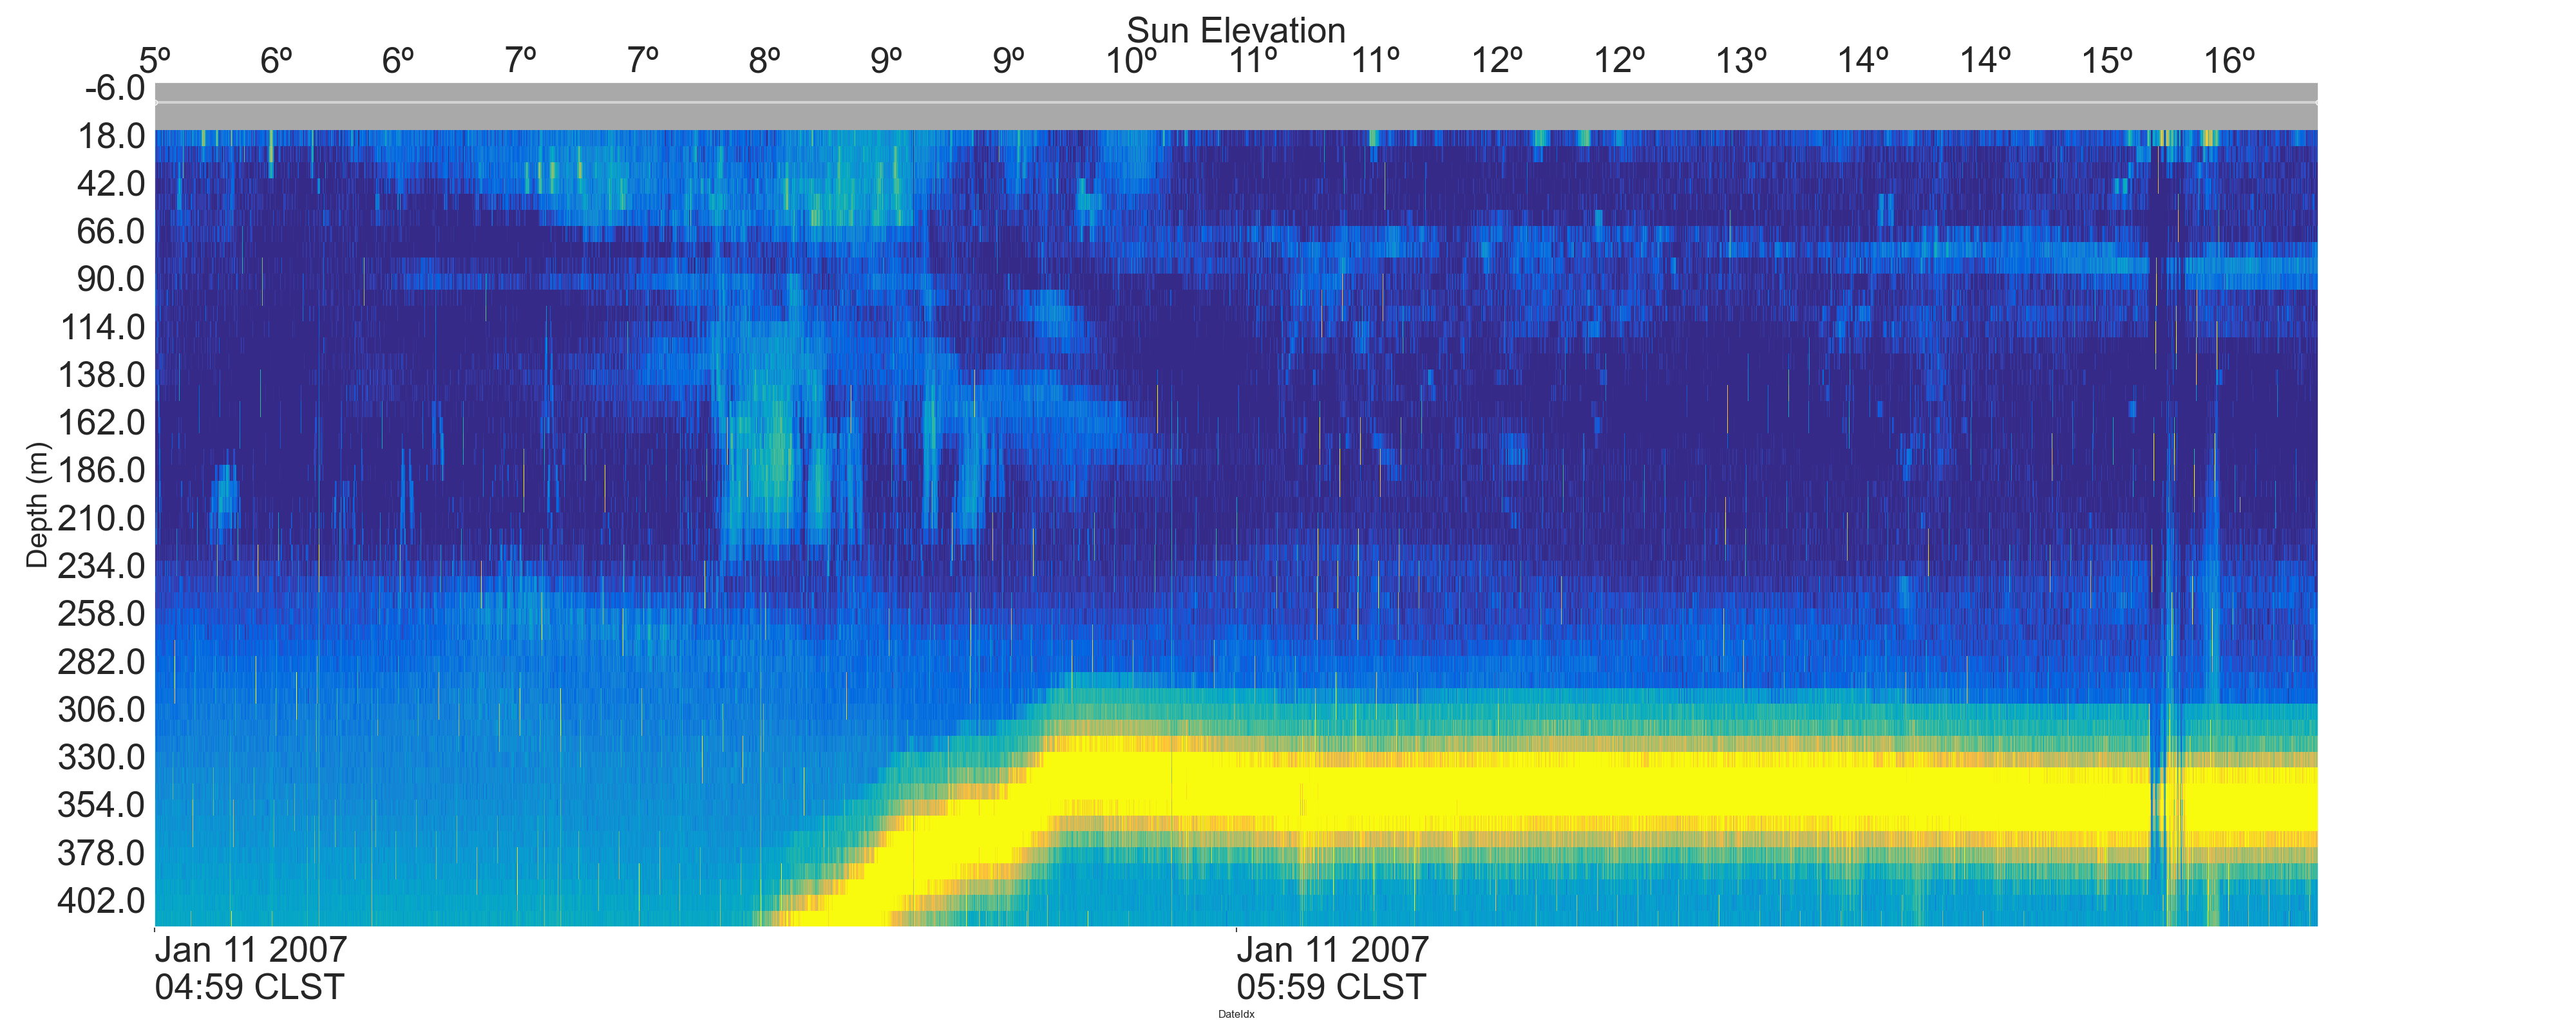 Sun Elevation
5º 6º 6º 7º 7º 8º 9º 9º 10º 11º 11º 12º 12º 13º 14º 14º 15º 16º
-6.0
18.0
42.0
66.0
90.0
114.0
138.0
162.0
186.0
210.0
234.0
258.0
282.0
306.0
330.0
354.0
378.0
402.0
Depth (m)
Jan 11 2007
04:59 CLST
Jan 11 2007
05:59 CLST
DateIdx